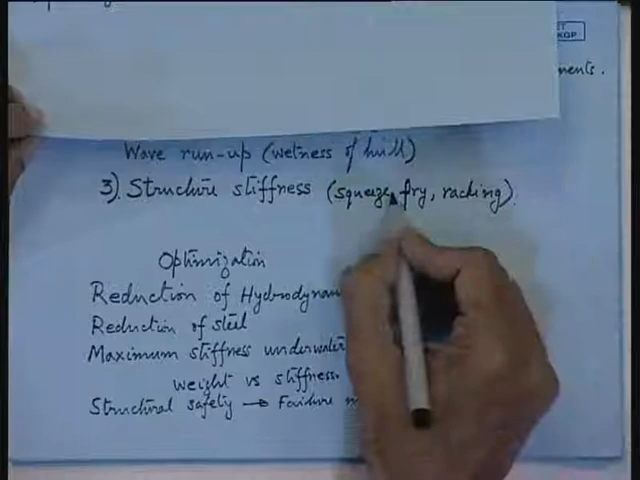 KGP
ments.
Wave run-up (wetness of hull)
3). Structure stiffness (squeeze, pry, racking).
Optimization
Reduction of Hydrodynam
Reduction of steel
Maximum stiffness underwater
weight vs stiffness.
Structural safety → Failure m